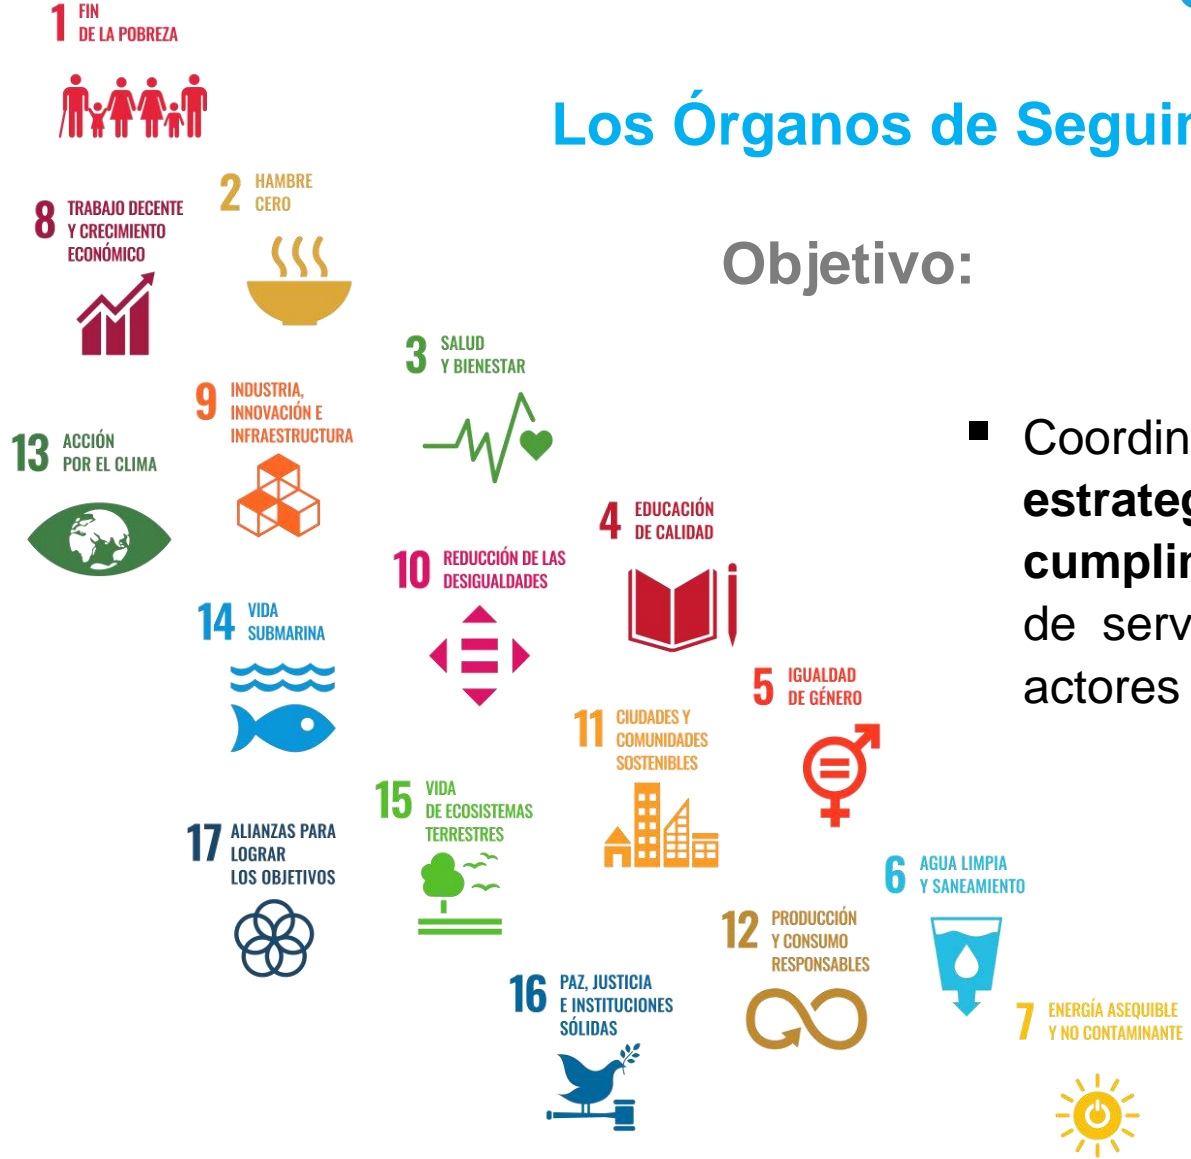 1 FIN
DE LA POBREZA
Los Órganos de Segui
2 HAMBRE
CERO
8 TRABAJO DECENTE
Y CRECIMIENTO
ECONÓMICO
Objetivo:
3 SALUD
Y BIENESTAR
9 INDUSTRIA,
INNOVACIÓN E
INFRAESTRUCTURA
13 ACCIÓN
POR EL CLIMA
▪ Coordin
estrateg
cumplim
de serv
actores
4 EDUCACIÓN
DE CALIDAD
10 REDUCCIÓN DE LAS
DESIGUALDADES
14 VIDA
SUBMARINA
5 IGUALDAD
DE GÉNERO
11 CIUDADES Y
COMUNIDADES
SOSTENIBLES
15 VIDA
DE ECOSISTEMAS
TERRESTRES
17 ALIANZAS PARA
LOGRAR
LOS OBJETIVOS
6 AGUA LIMPIA
Y SANEAMIENTO
12 PRODUCCIÓN
Y CONSUMO
RESPONSABLES
16 PAZ, JUSTICIA
E INSTITUCIONES
SÓLIDAS
7 ENERGÍA ASEQUIBLE
Y NO CONTAMINANTE